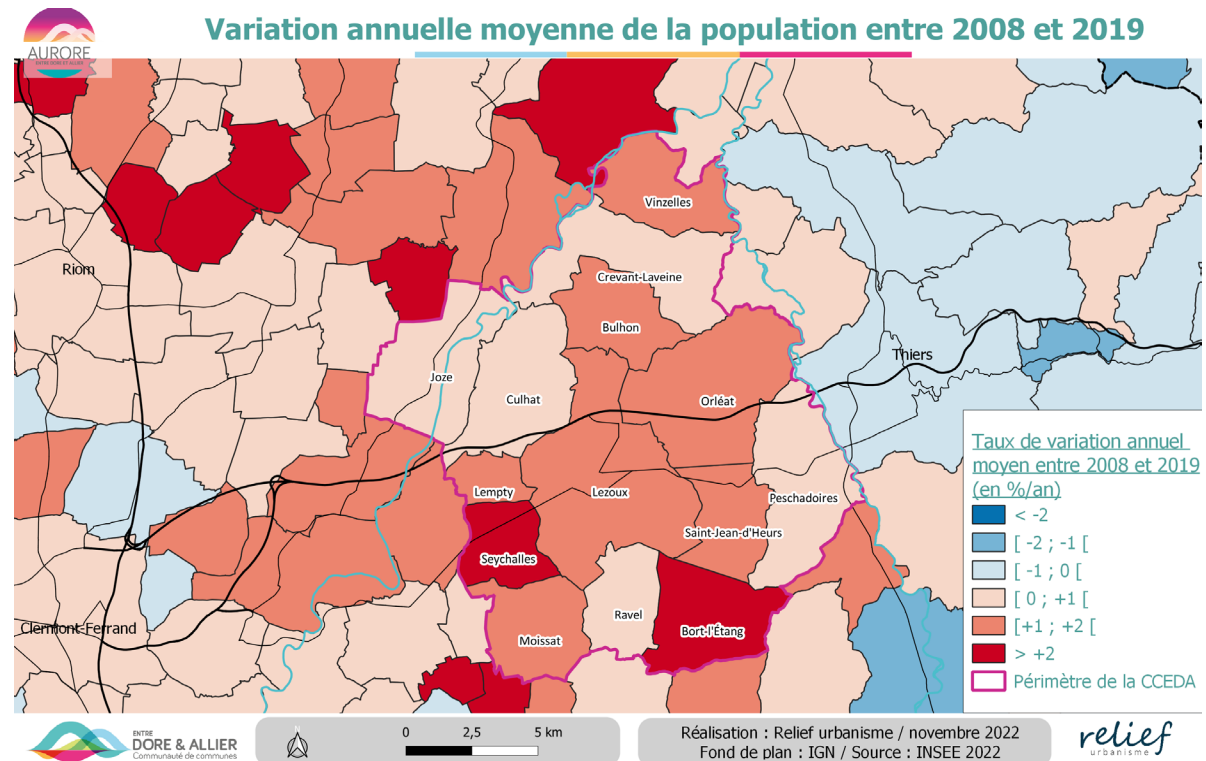 AURORE
ENTRE DORE ET ALLIER
Variation annuelle moyenne de la population entre 2008 et 2019
Vinzelles
Riom
Crevant-Laveine
Bulhon
Thiers
Joze
Culhat
Orléat
Lempty
Lezoux
Peschadoires
Saint-Jean-d'Heurs
Seychalles
Ravel
Clermont-Ferrand
Moissat
Bort-l'Étang
Taux de variation annuel
moyen entre 2008 et 2019
(en %/an)
< -2
[ -2 ; -1 [
[ -1 ; 0 [
[ 0 ; +1 [
[+1 ; +2 [
> +2
Périmètre de la CCEDA
ENTRE
DORE & ALLIER
Communauté de communes
N
0 2,5 5 km
Réalisation : Relief urbanisme / novembre 2022
Fond de plan : IGN / Source : INSEE 2022
relief
urbanisme